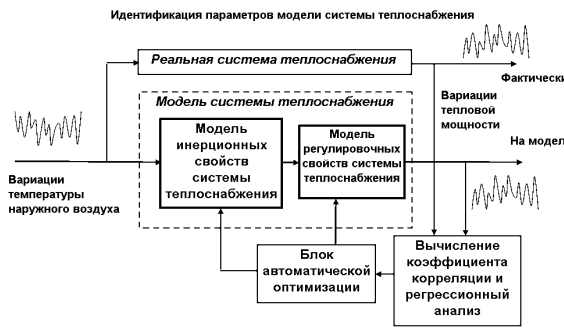 Идентификация параметров модели системы теплоснабжения
Реальная система теплоснабжения
Фактически
Модель системы теплоснабжения
Вариации
тепловой
мощности
Модель
инерционных
свойств
системы
теплоснабжения
Модель
регулировочных
свойств системы
теплоснабжения
На модел
Вариации
температуры
наружного воздуха
Блок
автоматической
оптимизации
Вычисление
коэффициента
корреляции и
регрессионный
анализ